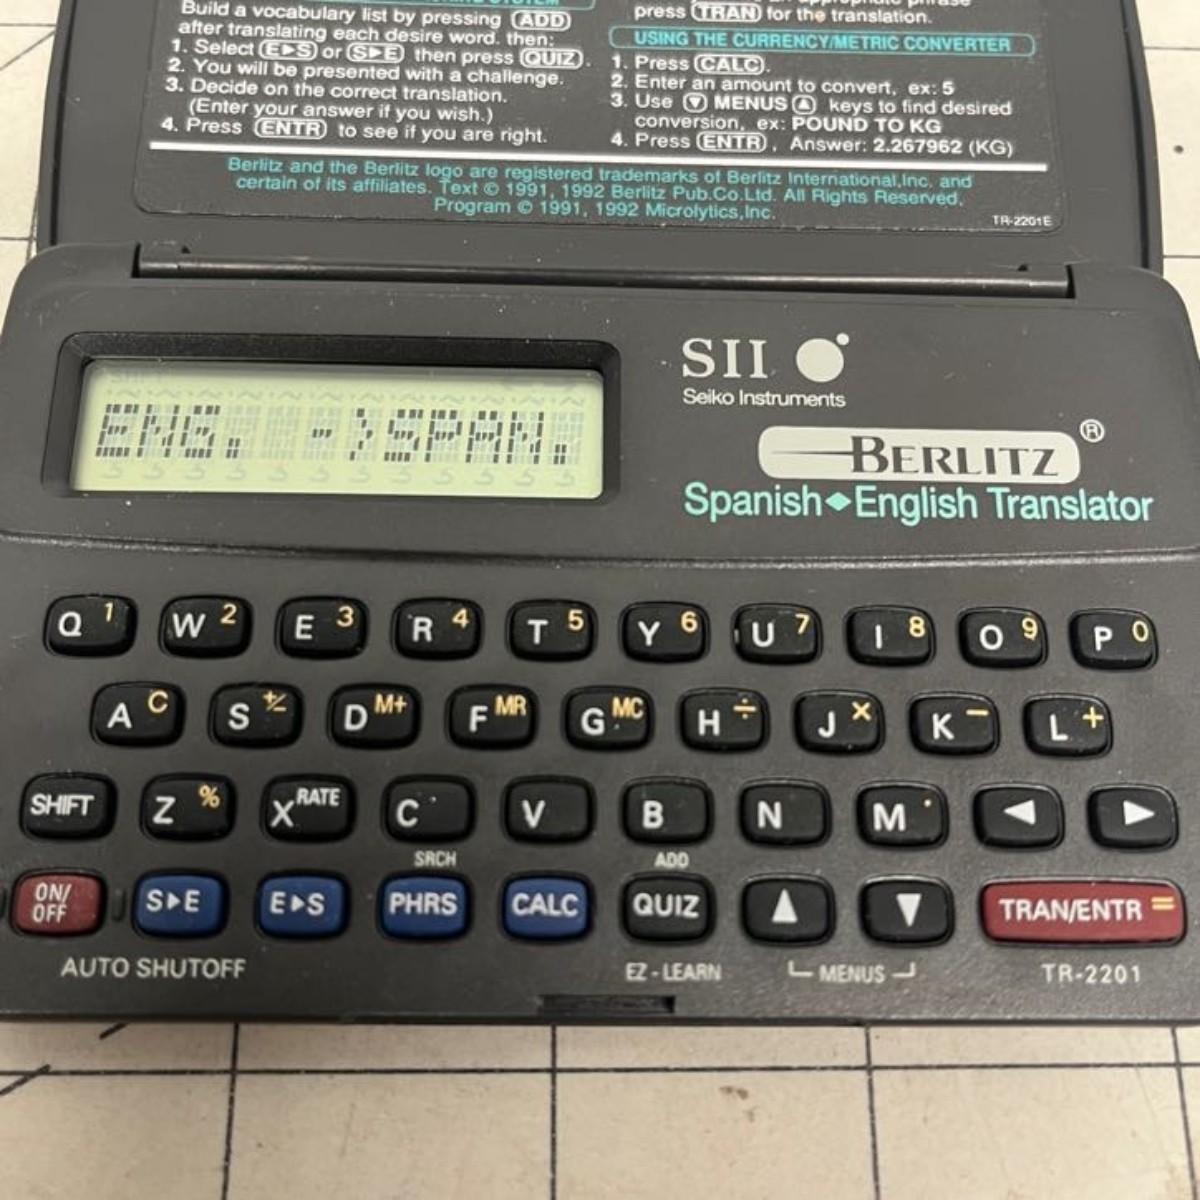 Build a vocabulary list by pressing (ADD)
after translating each desire word. then:
1. Select (E▶S) or (S▶E) then press (QUIZ).
2. You will be presented with a challenge.
3. Decide on the correct translation.
(Enter your answer if you wish.)
4. Press (ENTR) to see if you are right.
appropriate phrase
press (TRAN) for the translation.
USING THE CURRENCY/METRIC CONVERTER
1. Press (CALC).
2. Enter an amount to convert, ex: 5
3. Use ▼ MENUS ▲ keys to find desired
conversion, ex: POUND TO KG
4. Press (ENTR), Answer: 2.267962 (KG)
Berlitz and the Berlitz logo are registered trademarks of Berlitz International,Inc. and
certain of its affiliates. Text © 1991, 1992 Berlitz Pub.Co.Ltd. All Rights Reserved.
Program © 1991, 1992 Microlytics,Inc.
TR-2201E
ENG. ->SPAN.
SII
Seiko Instruments
BERLITZ®
Spanish◆English Translator
Q 1 W 2 E 3 R 4 T 5 Y 6 U 7 I 8 O 9 P 0
A C S +/- D M+ F MR G MC H ÷ J × K − L +
SHIFT Z % X RATE C V B N M . ◀ ▶
SRCH ADD
ON/OFF S▶E E▶S PHRS CALC QUIZ ▲ ▼ TRAN/ENTR =
AUTO SHUTOFF EZ-LEARN MENUS TR-2201